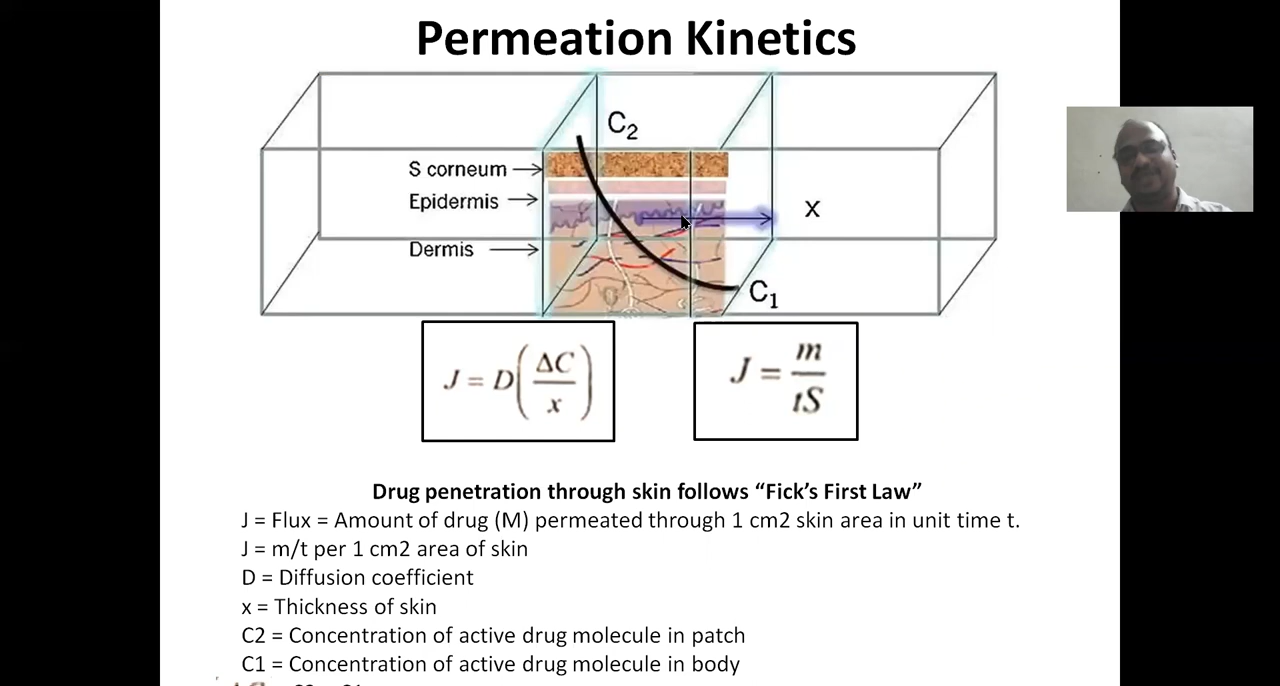 Permeation Kinetics
C₂
S corneum
Epidermis
x
Dermis
C₁
J = D(ΔC/x)
J = m/tS
Drug penetration through skin follows “Fick’s First Law”
J = Flux = Amount of drug (M) permeated through 1 cm2 skin area in unit time t.
J = m/t per 1 cm2 area of skin
D = Diffusion coefficient
x = Thickness of skin
C2 = Concentration of active drug molecule in patch
C1 = Concentration of active drug molecule in body